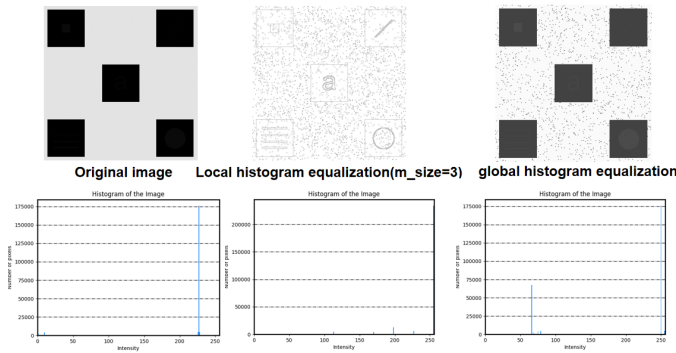 a
Original image
Local histogram equalization(m_size=3)
global histogram equalization
Histogram of the Image
Histogram of the Image
Histogram of the Image
Number of pixels
175000
150000
125000
100000
75000
50000
25000
0
0 50 100 150 200 250
Intensity
Number of pixels
200000
150000
100000
50000
0
0 50 100 150 200 250
Intensity
Number of pixels
175000
150000
125000
100000
75000
50000
25000
0
0 50 100 150 200 250
Intensity